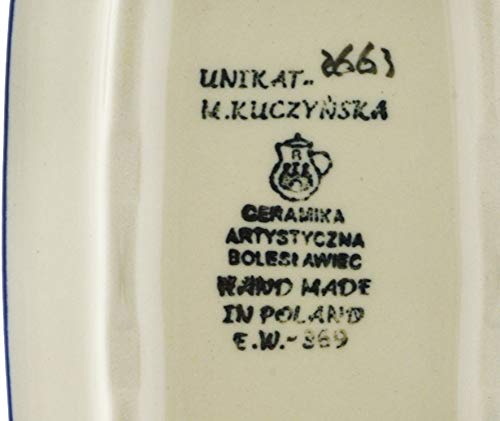 UNIKAT-- 2663
M.KUCZYŃSKA
R
CERAMIKA
ARTYSTYCZNA
BOLESŁAWIEC
HAND MADE
IN POLAND
E.W.-369